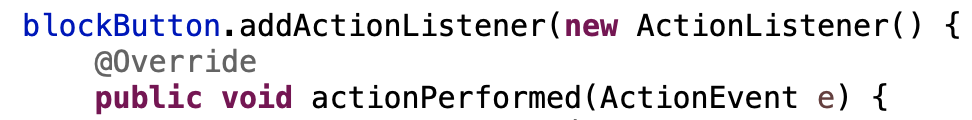 blockButton.addActionListener(new ActionListener() {
@Override
public void actionPerformed(ActionEvent e) {